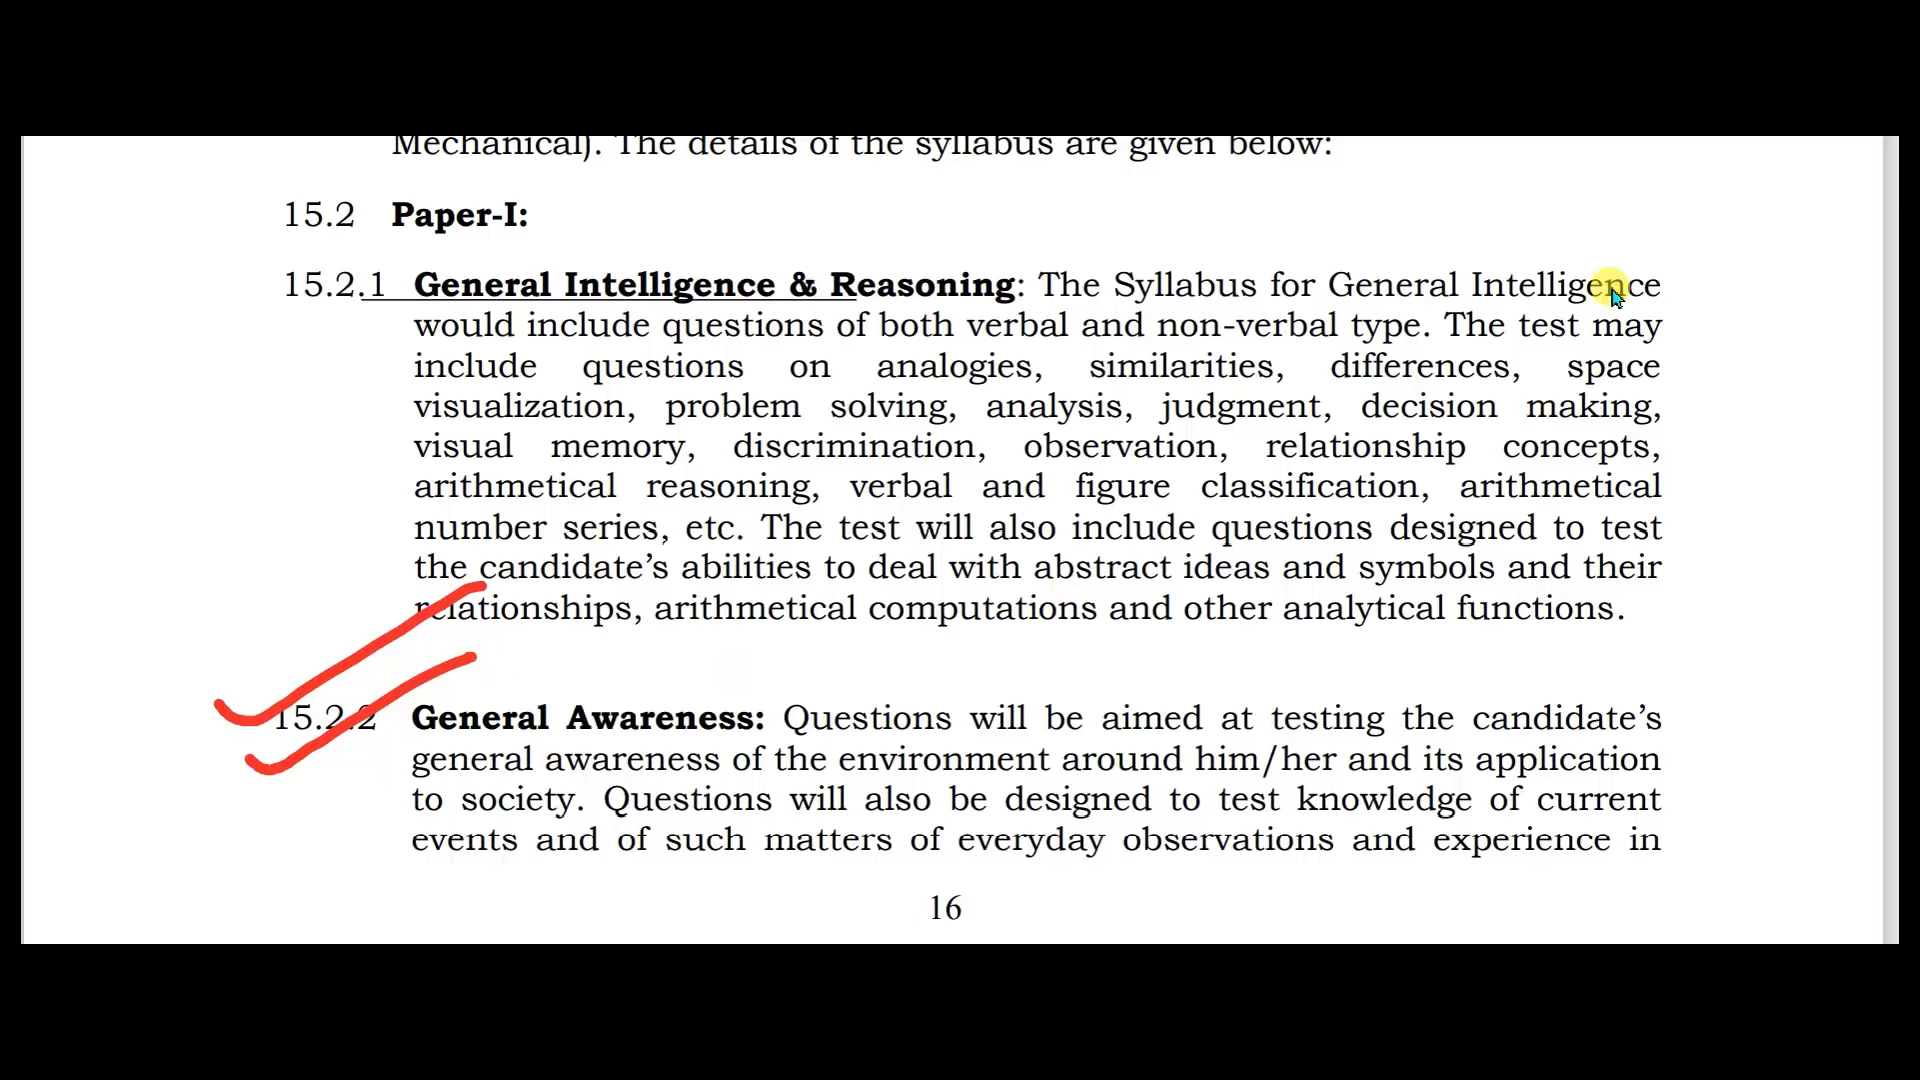 Mechanical). The details of the syllabus are given below:
15.2 Paper-I:
15.2.1 General Intelligence & Reasoning: The Syllabus for General Intelligence
would include questions of both verbal and non-verbal type. The test may
include questions on analogies, similarities, differences, space
visualization, problem solving, analysis, judgment, decision making,
visual memory, discrimination, observation, relationship concepts,
arithmetical reasoning, verbal and figure classification, arithmetical
number series, etc. The test will also include questions designed to test
the candidate’s abilities to deal with abstract ideas and symbols and their
relationships, arithmetical computations and other analytical functions.
15.2.2 General Awareness: Questions will be aimed at testing the candidate’s
general awareness of the environment around him/her and its application
to society. Questions will also be designed to test knowledge of current
events and of such matters of everyday observations and experience in
16